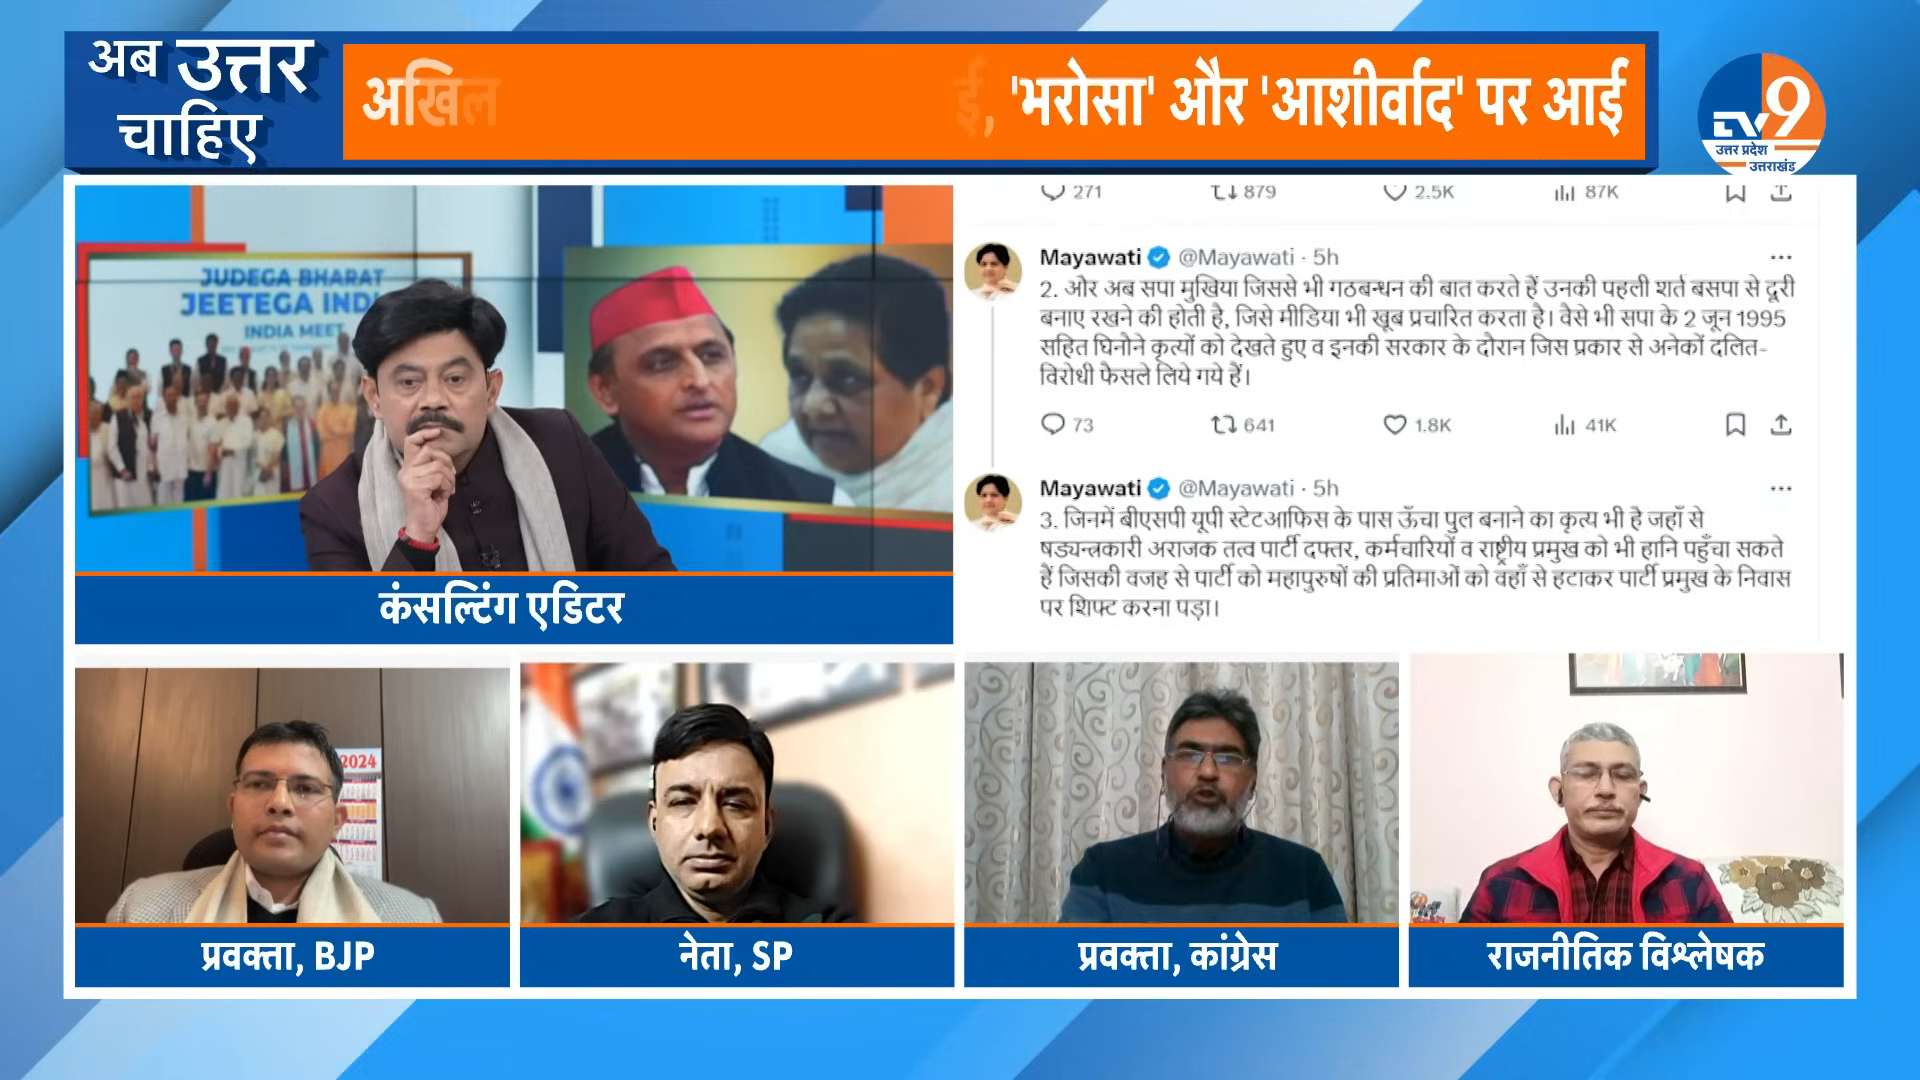 अब उत्तर
चाहिए
अखिल
ई, 'भरोसा' और 'आशीर्वाद' पर आई
TV9
उत्तर प्रदेश
उत्तराखंड
JUDEGA BHARAT
JEETEGA INDI
INDIA MEET
कंसल्टिंग एडिटर
271 879 2.5K 87K
Mayawati @Mayawati · 5h
2. और अब सपा मुखिया जिससे भी गठबन्धन की बात करते हैं उनकी पहली शर्त बसपा से दूरी
बनाए रखने की होती है, जिसे मीडिया भी खूब प्रचारित करता है। वैसे भी सपा के 2 जून 1995
सहित घिनौने कृत्यों को देखते हुए व इनकी सरकार के दौरान जिस प्रकार से अनेकों दलित-
विरोधी फैसले लिये गये हैं।
73 641 1.8K 41K
Mayawati @Mayawati · 5h
3. जिनमें बीएसपी यूपी स्टेटआफिस के पास ऊँचा पुल बनाने का कृत्य भी है जहाँ से
षड्यन्त्रकारी अराजक तत्व पार्टी दफ्तर, कर्मचारियों व राष्ट्रीय प्रमुख को भी हानि पहुँचा सकते
हैं जिसकी वजह से पार्टी को महापुरुषों की प्रतिमाओं को वहाँ से हटाकर पार्टी प्रमुख के निवास
पर शिफ्ट करना पड़ा।
2024
प्रवक्ता, BJP
नेता, SP
प्रवक्ता, कांग्रेस
राजनीतिक विश्लेषक